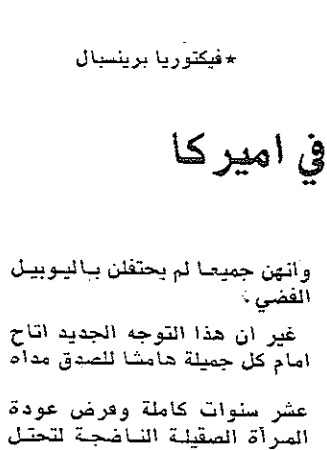 *فيكتوريا برينسبال
في اميركا
وانهن جميعا لم يحتفلن باليوبيل
الفضي
غير ان هذا التوجه الجديد اتاح
امام كل جميلة هامشا للصدق مداه
عشر سنوات كاملة وفرض عودة
المرأة الصقيلة الناضجة لتحتل